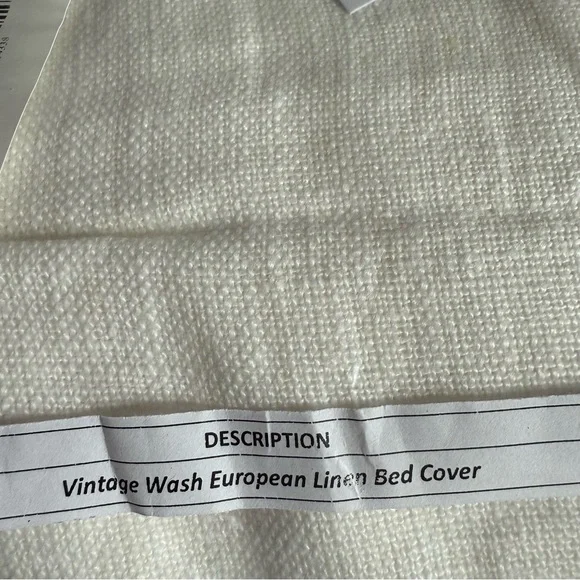 DESCRIPTION
Vintage Wash European Linen Bed Cover